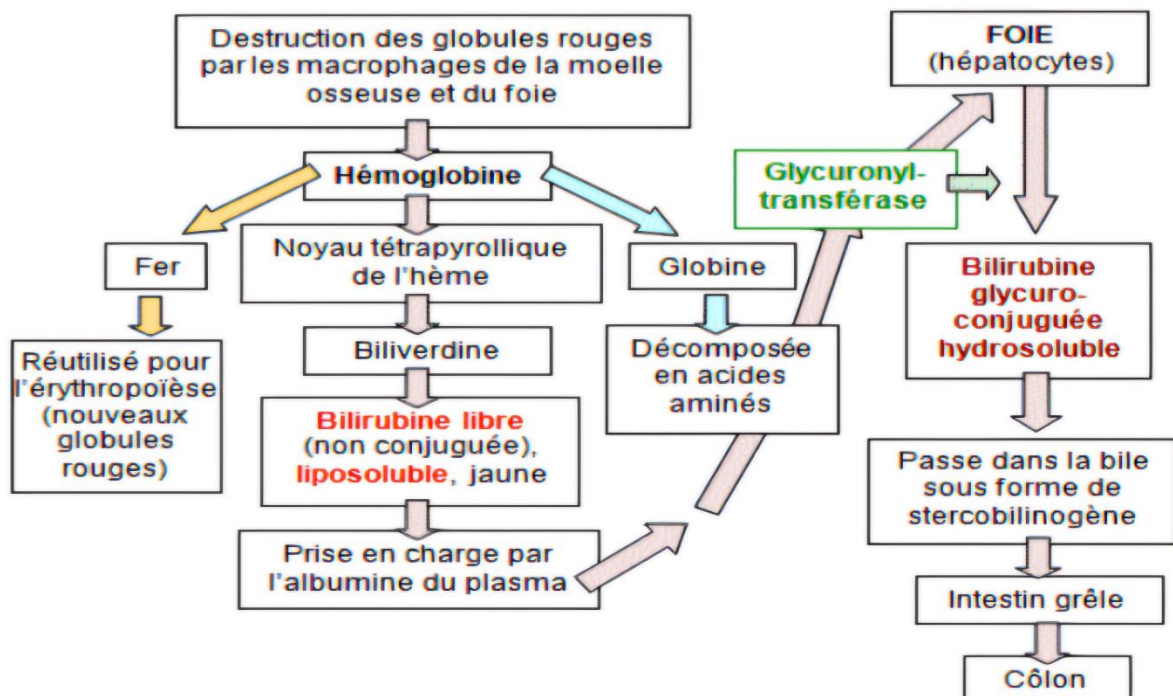 Destruction des globules rouges
par les macrophages de la moelle
osseuse et du foie
Hémoglobine
Fer
Réutilisé pour
l'érythropoïèse
(nouveaux
globules
rouges)
Noyau tétrapyrollique
de l'hème
Biliverdine
Bilirubine libre
(non conjuguée),
liposoluble, jaune
Prise en charge par
l'albumine du plasma
Globine
Décomposée
en acides
aminés
Glycuronyl-
transférase
FOIE
(hépatocytes)
Bilirubine
glycuro-
conjuguée
hydrosoluble
Passe dans la bile
sous forme de
stercobilinogène
Intestin grêle
Côlon